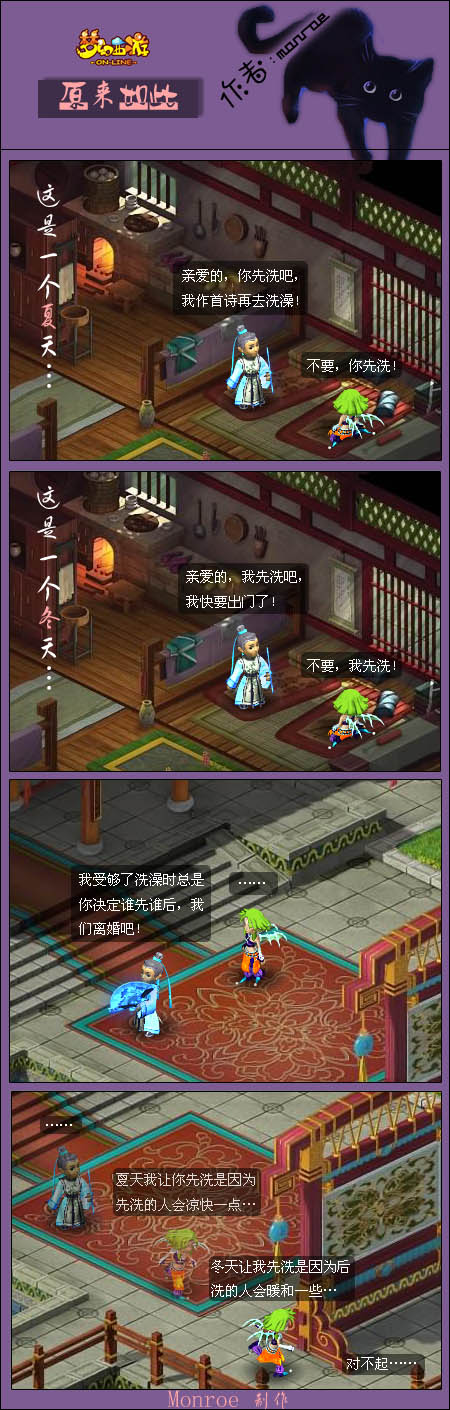 梦幻西游
-ON-LINE-
原来如此
作者:monroe
这是一个夏天…
亲爱的，你先洗吧，
我作首诗再去洗澡！
不要，你先洗！
这是一个冬天…
亲爱的，我先洗吧，
我快要出门了！
不要，我先洗！
我受够了洗澡时总是
你决定谁先谁后，我
们离婚吧！
……
……
夏天我让你先洗是因为
先洗的人会凉快一点…
冬天让我先洗是因为后
洗的人会暖和一些…
对不起……
Monroe 制作